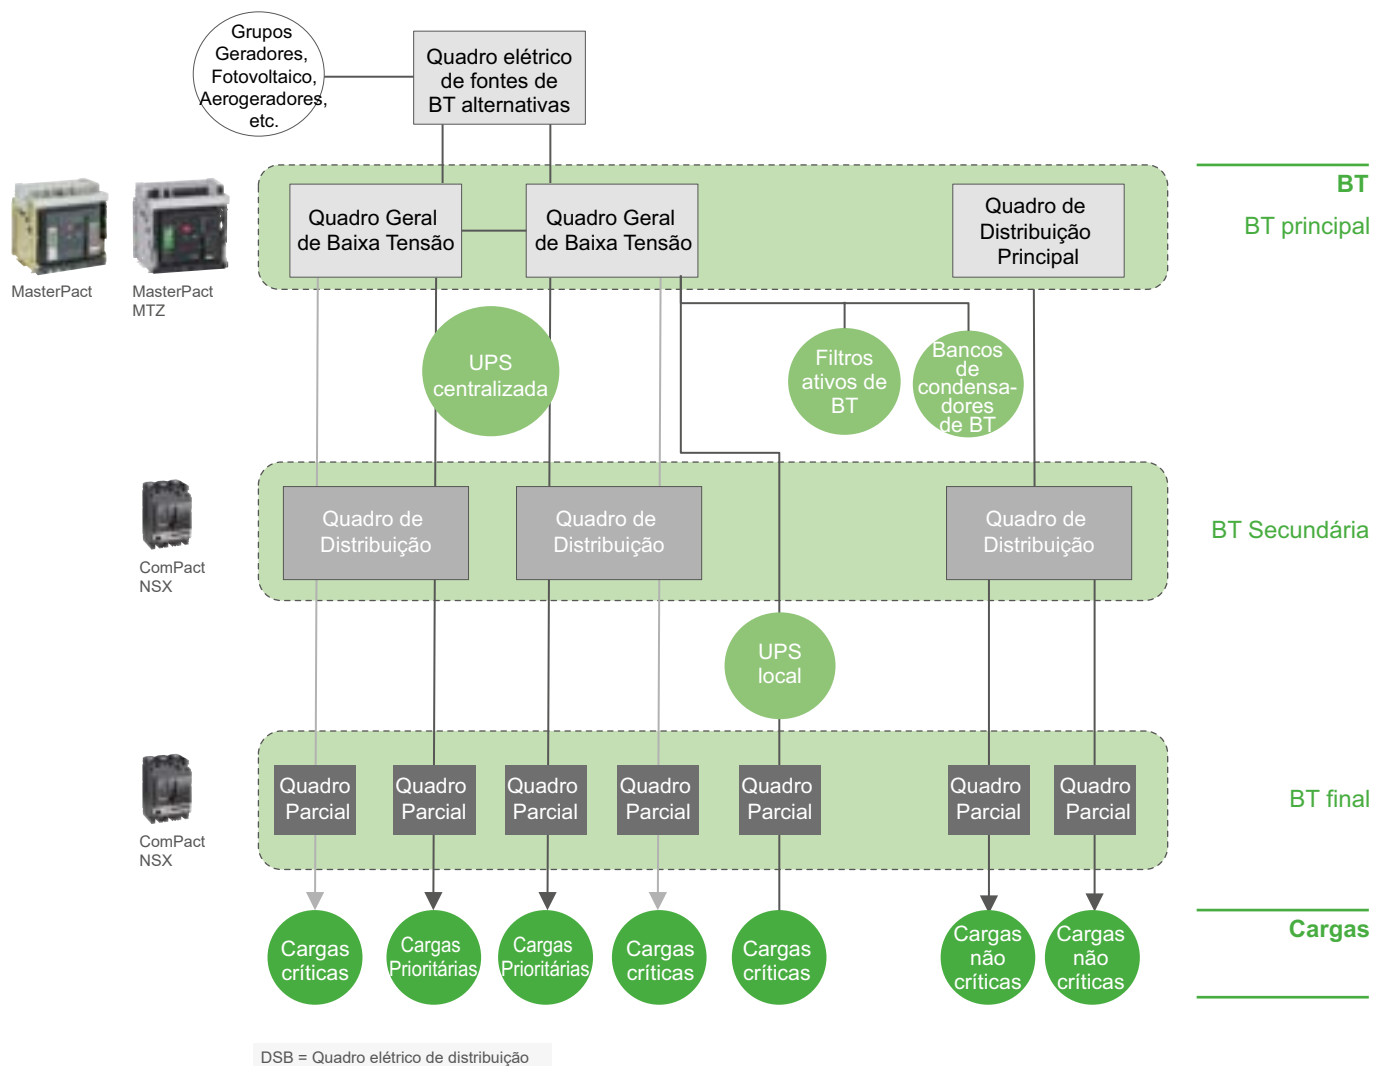 Grupos
Geradores,
Fotovoltaico,
Aerogeradores,
etc.
Quadro elétrico
de fontes de
BT alternativas
BT
BT principal
Quadro Geral
de Baixa Tensão
Quadro Geral
de Baixa Tensão
Quadro de
Distribuição
Principal
MasterPact
MasterPact
MTZ
UPS
centralizada
Filtros
ativos de
BT
Bancos
de
condensa-
dores
de BT
Quadro de
Distribuição
Quadro de
Distribuição
Quadro de
Distribuição
BT Secundária
ComPact
NSX
UPS
local
Quadro
Parcial
Quadro
Parcial
Quadro
Parcial
Quadro
Parcial
Quadro
Parcial
Quadro
Parcial
Quadro
Parcial
BT final
ComPact
NSX
Cargas
Cargas
críticas
Cargas
Prioritárias
Cargas
Prioritárias
Cargas
críticas
Cargas
críticas
Cargas
não
críticas
Cargas
não
críticas
DSB = Quadro elétrico de distribuição